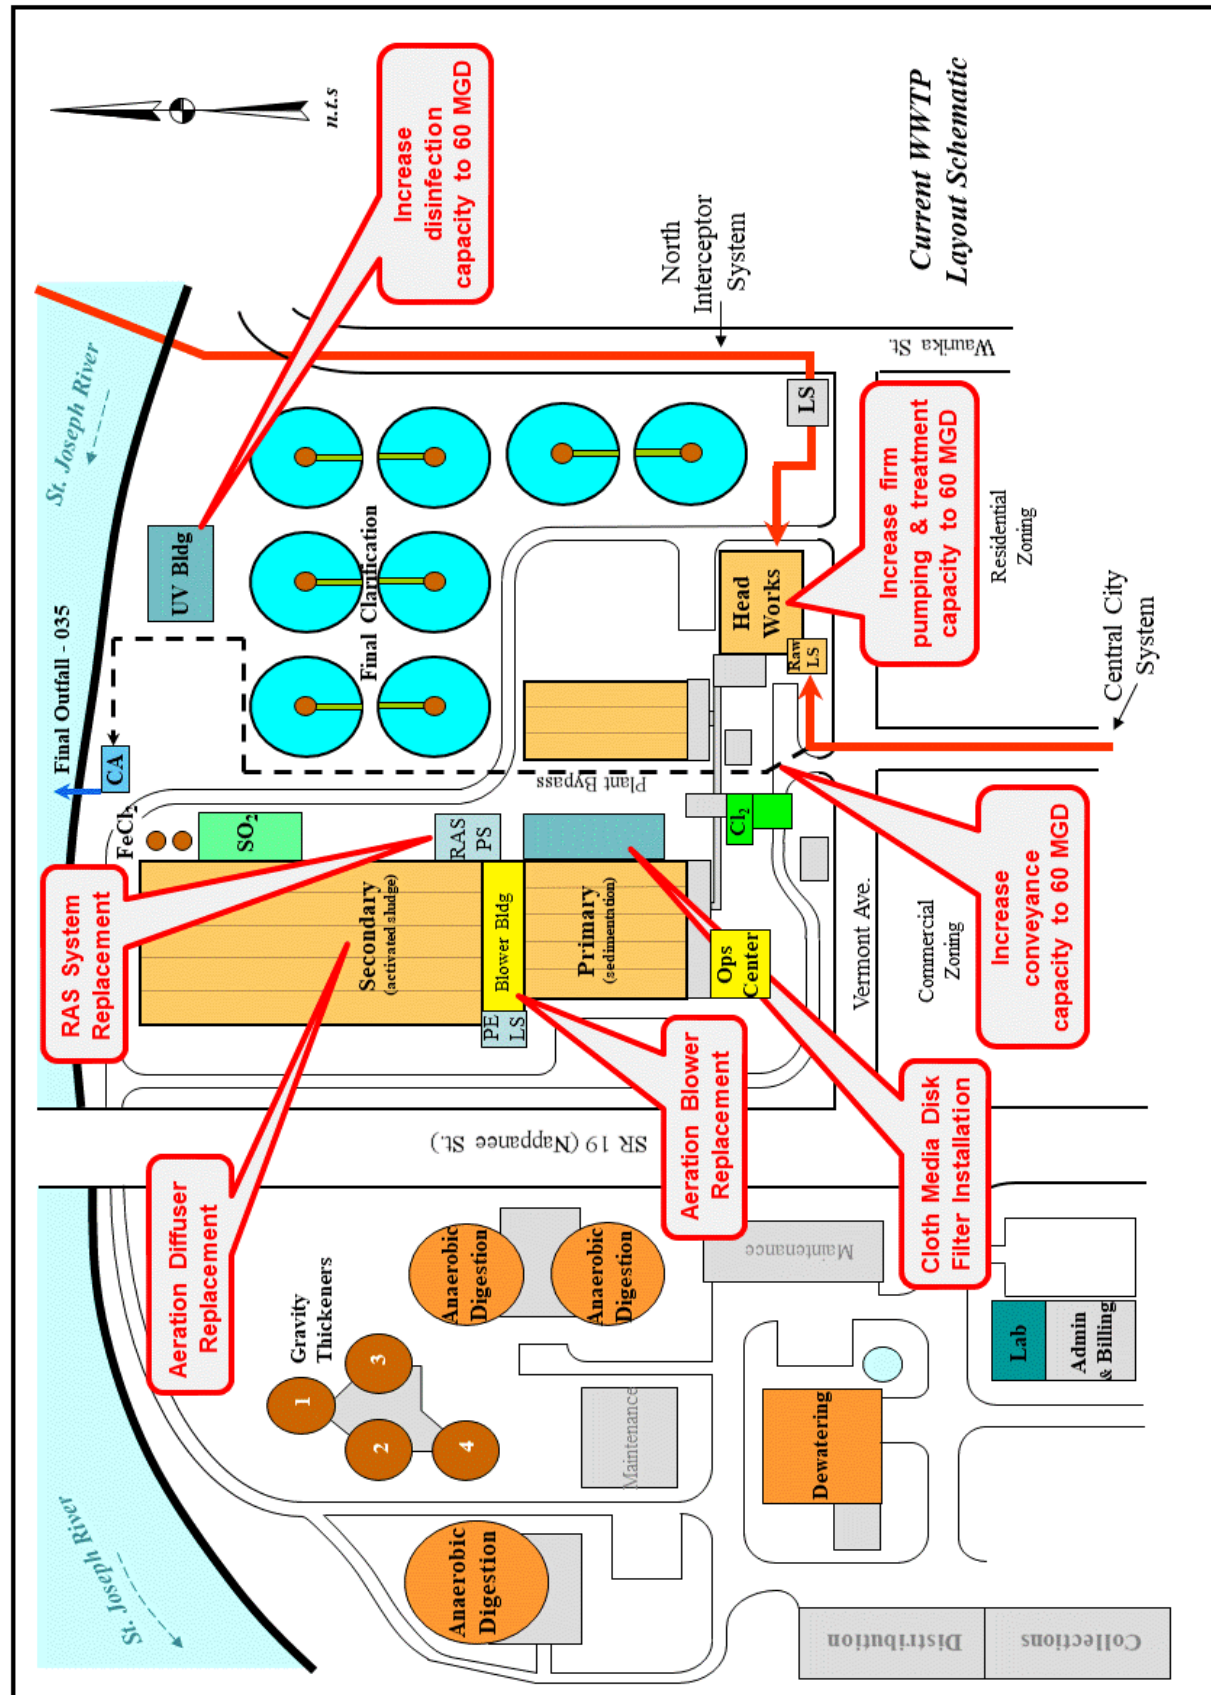 Current WWTP
Layout Schematic
n.t.s
St. Joseph River
St. Joseph River
Increase
disinfection
capacity to 60 MGD
UV Bldg
Final Outfall - 035
CA
FeCl2
SO2
RAS System
Replacement
Aeration Diffuser
Replacement
Final Clarification
North
Interceptor
System
Waurika St.
LS
Head
Works
Raw
LS
Increase firm
pumping & treatment
capacity to 60 MGD
Residential
Zoning
Central City
System
Plant Bypass
Cl2
RAS
PS
Secondary
(activated sludge)
Blower Bldg
PE
LS
Primary
(sedimentation)
Ops
Center
Vermont Ave.
Commercial
Zoning
Increase
conveyance
capacity to 60 MGD
Aeration Blower
Replacement
Cloth Media Disk
Filter Installation
SR 19 (Nappance St.)
Gravity
Thickeners
1
2
3
4
Anaerobic
Digestion
Anaerobic
Digestion
Anaerobic
Digestion
Maintenance
Maintenance
Dewatering
Lab
Admin
& Billing
Distribution
Collections